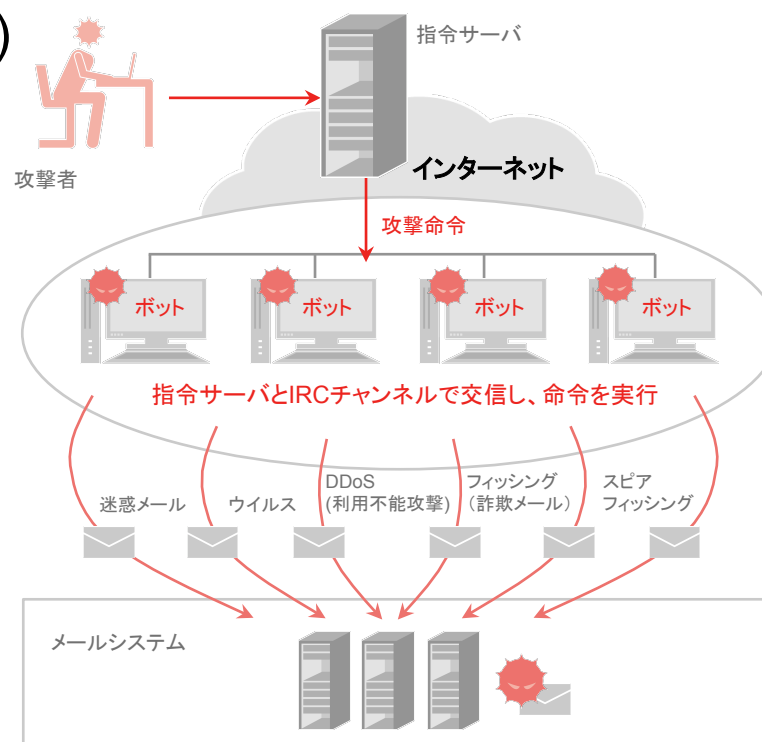 )
指令サーバ
攻撃者
インターネット
攻撃命令
ボット
ボット
ボット
ボット
指令サーバとIRCチャンネルで交信し、命令を実行
迷惑メール
ウイルス
DDoS
(利用不能攻撃)
フィッシング
（詐欺メール）
スピア
フィッシング
メールシステム